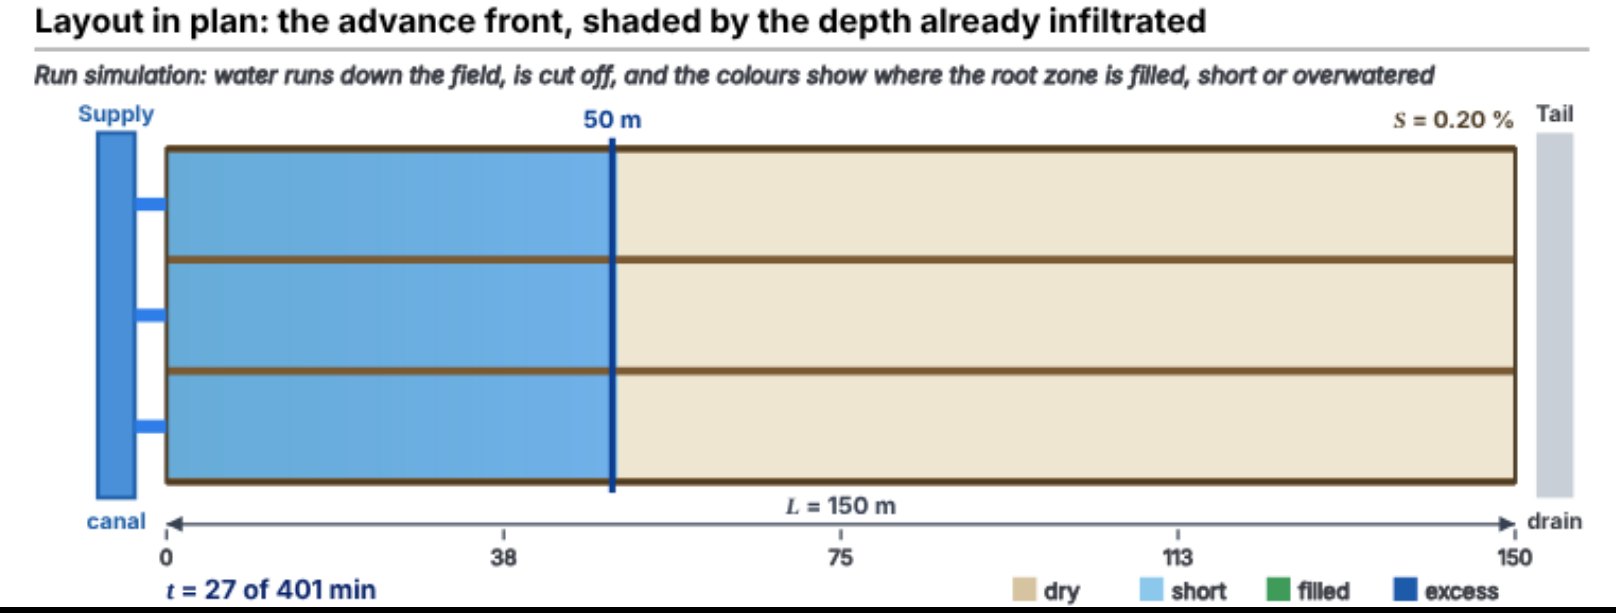 Layout in plan: the advance front, shaded by the depth already infiltrated
Run simulation: water runs down the field, is cut off, and the colours show where the root zone is filled, short or overwatered
Supply
50 m
S = 0.20 %
Tail
L = 150 m
canal
drain
0
38
75
113
150
t = 27 of 401 min
dry
short
filled
excess